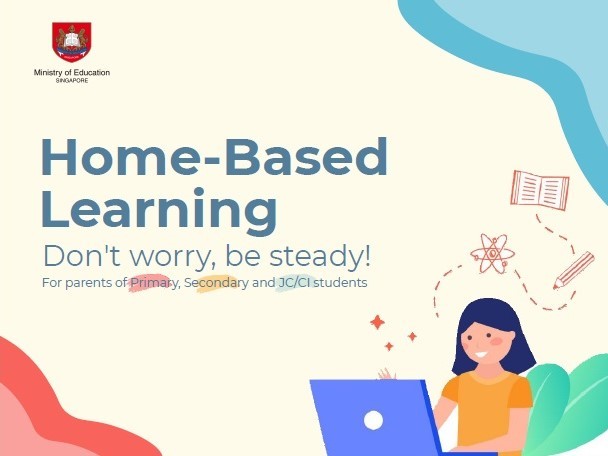 Ministry of Education
SINGAPORE
Home-Based
Learning
Don't worry, be steady!
For parents of Primary, Secondary and JC/CI students